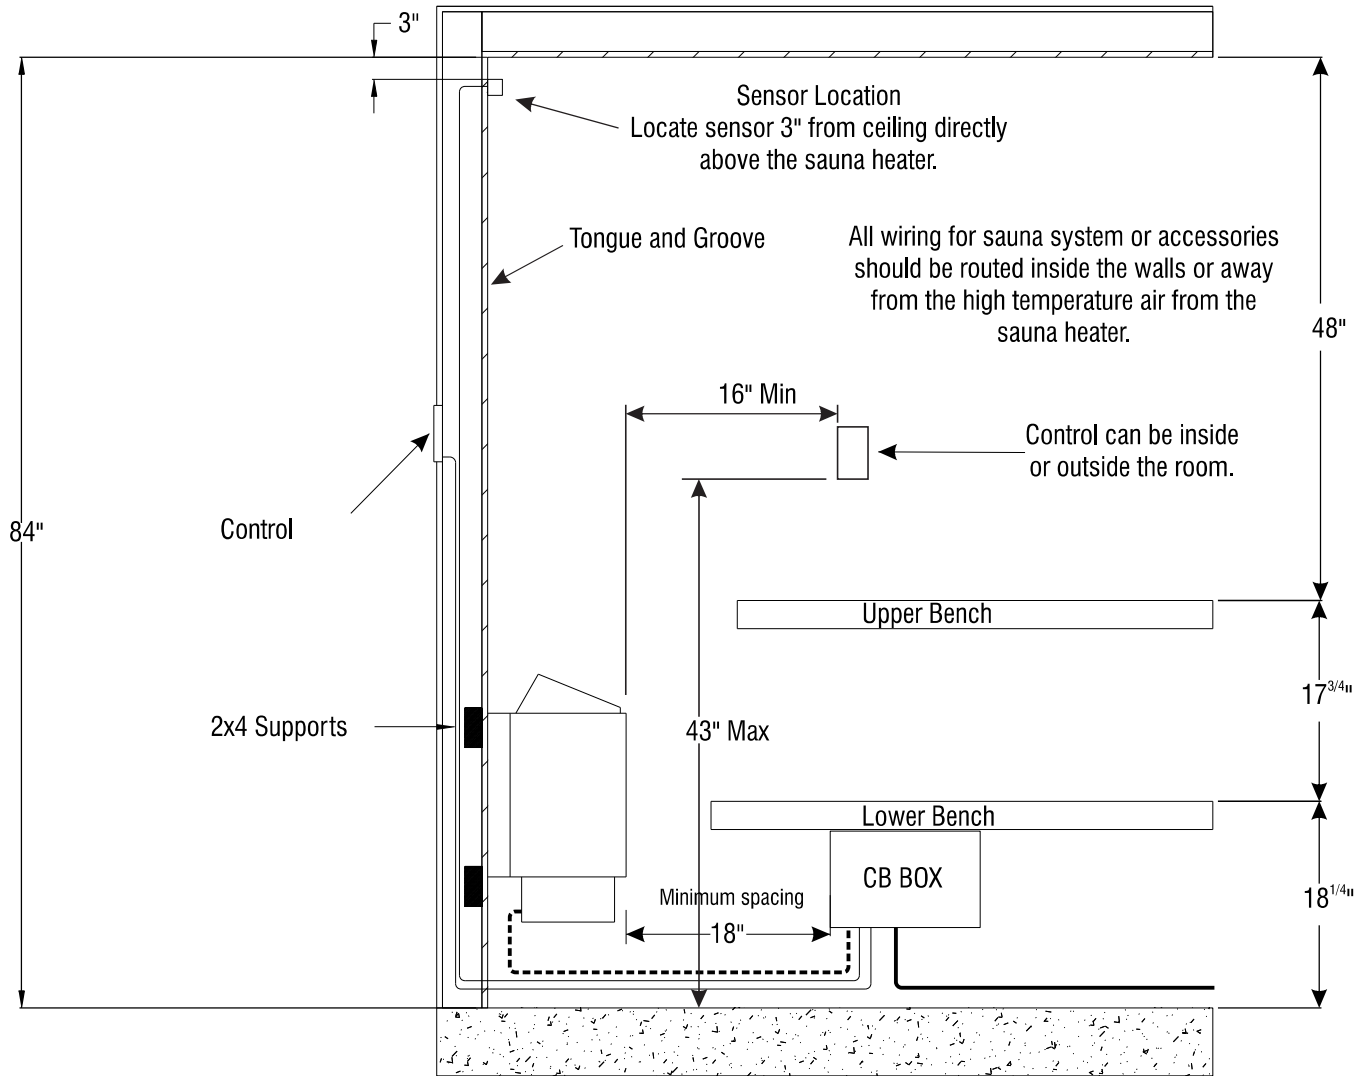 3"
Sensor Location
Locate sensor 3" from ceiling directly
above the sauna heater.
Tongue and Groove
All wiring for sauna system or accessories
should be routed inside the walls or away
from the high temperature air from the
sauna heater.
48"
16" Min
Control can be inside
or outside the room.
Control
84"
Upper Bench
17 3/4"
2x4 Supports
43" Max
Lower Bench
CB BOX
Minimum spacing
18"
18 1/4"